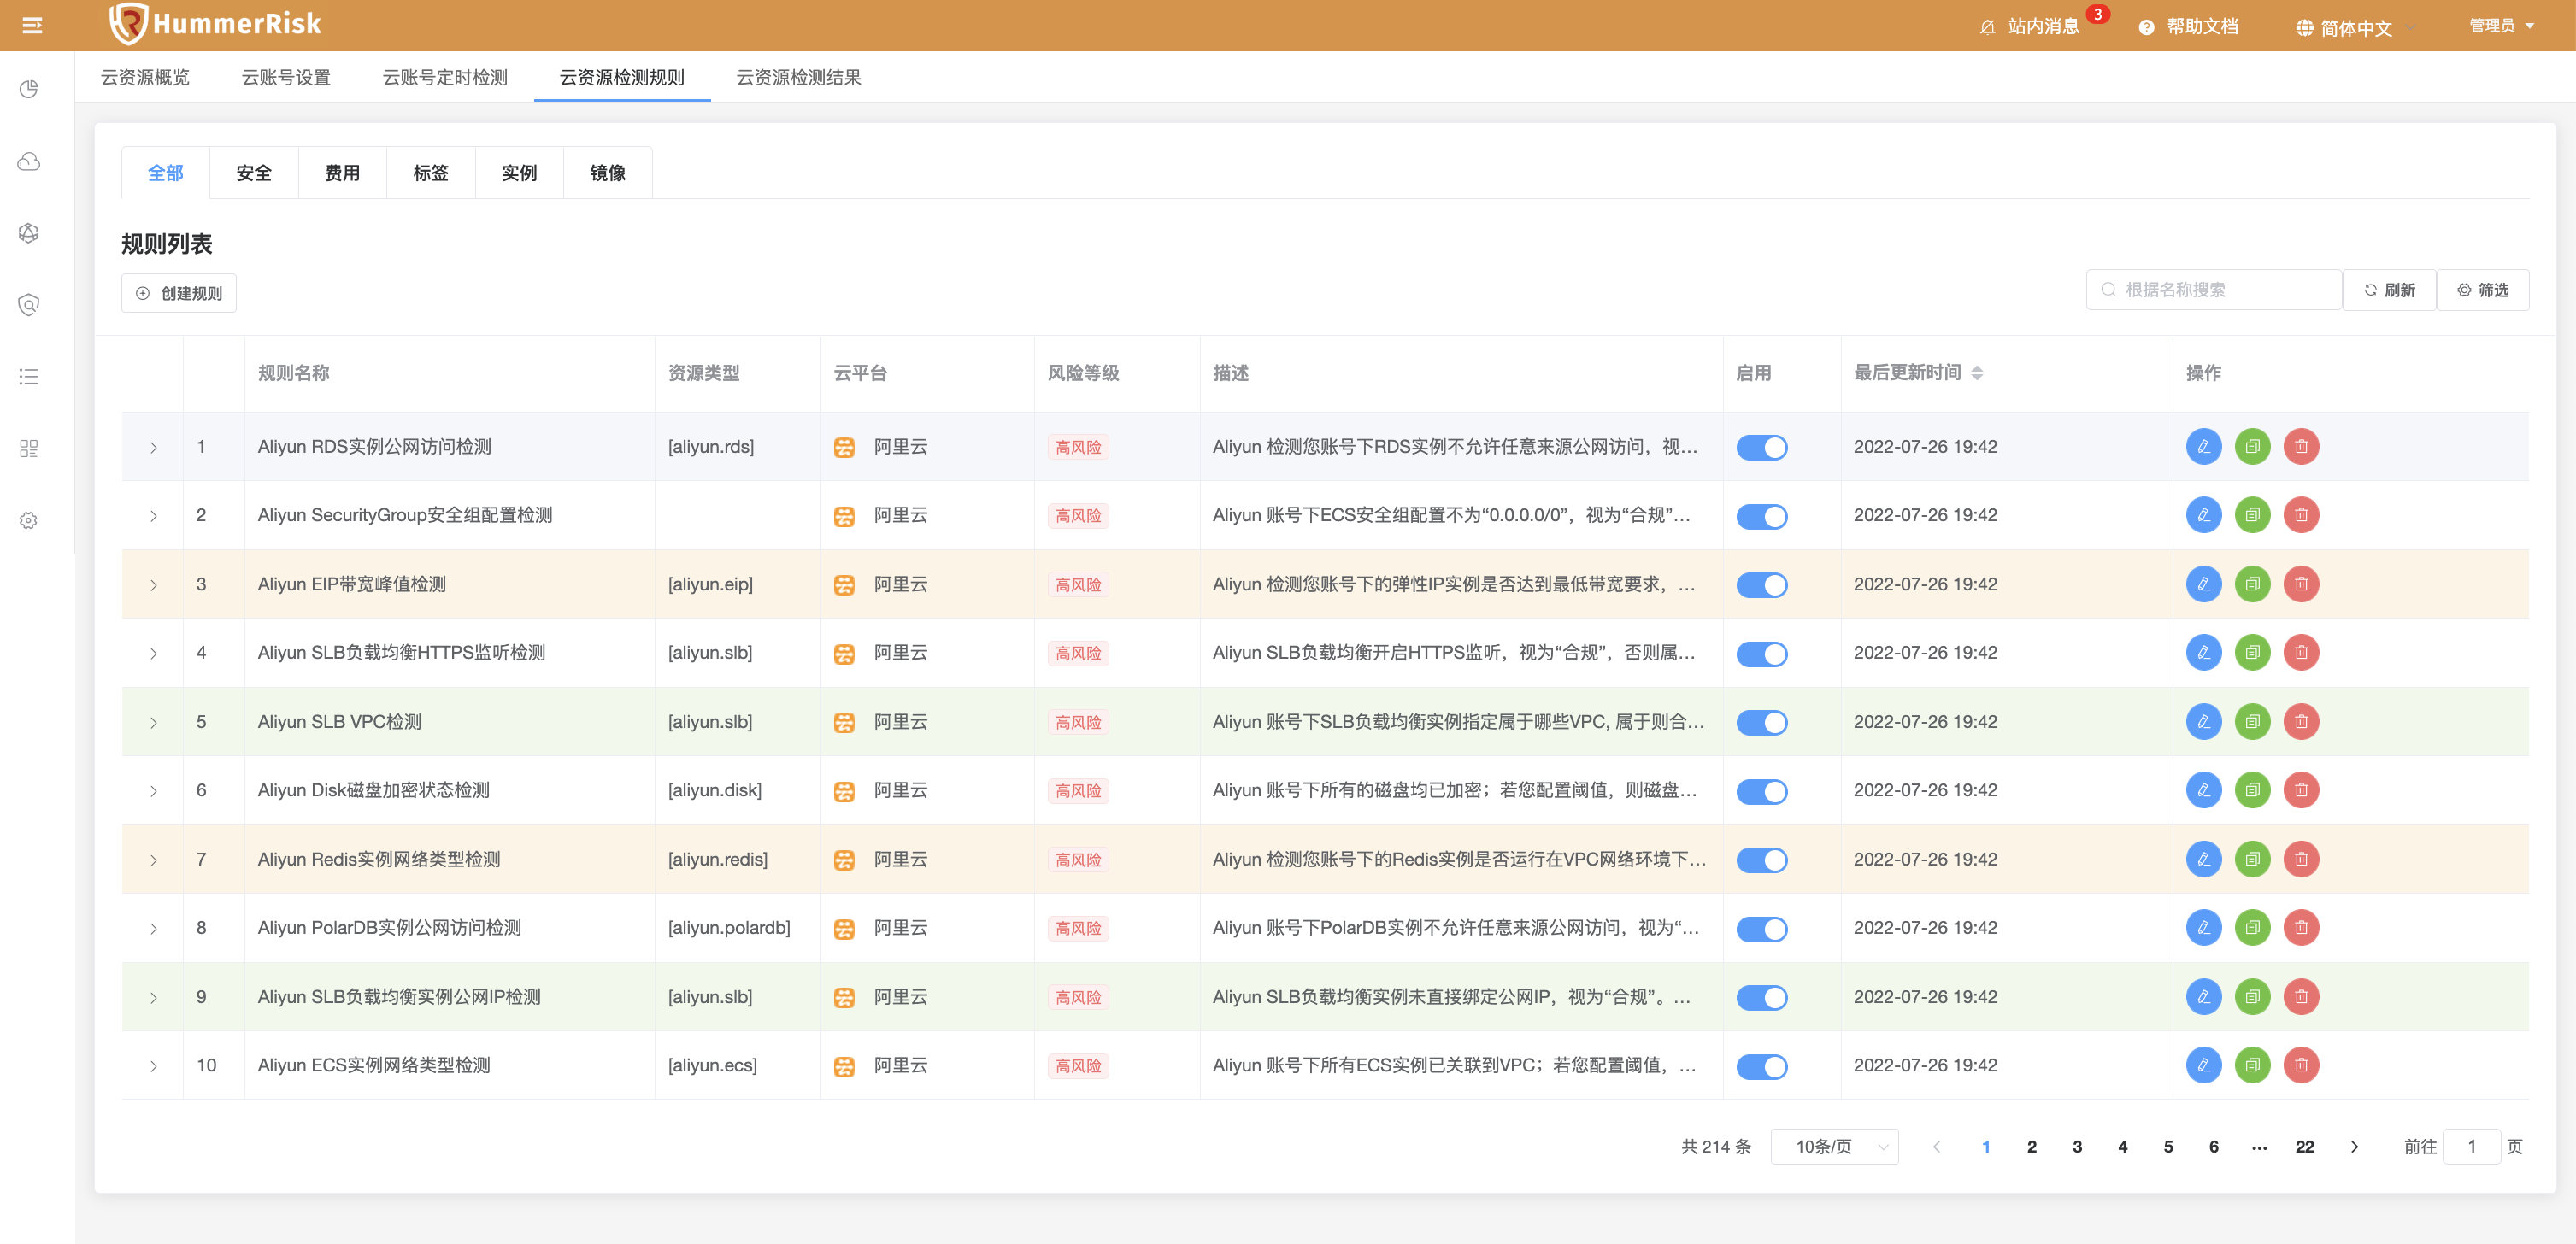 HummerRisk 站内消息 3 帮助文档 简体中文 管理员
云资源概览 云账号设置 云账号定时检测 云资源检测规则 云资源检测结果
全部 安全 费用 标签 实例 镜像
规则列表
创建规则 根据名称搜索 刷新 筛选
规则名称 资源类型 云平台 风险等级 描述 启用 最后更新时间 操作
1 Aliyun RDS实例公网访问检测 [aliyun.rds] 阿里云 高风险 Aliyun 检测您账号下RDS实例不允许任意来源公网访问，视… 2022-07-26 19:42
2 Aliyun SecurityGroup安全组配置检测 阿里云 高风险 Aliyun 账号下ECS安全组配置不为“0.0.0.0/0”，视为“合规”… 2022-07-26 19:42
3 Aliyun EIP带宽峰值检测 [aliyun.eip] 阿里云 高风险 Aliyun 检测您账号下的弹性IP实例是否达到最低带宽要求，… 2022-07-26 19:42
4 Aliyun SLB负载均衡HTTPS监听检测 [aliyun.slb] 阿里云 高风险 Aliyun SLB负载均衡开启HTTPS监听，视为“合规”，否则属… 2022-07-26 19:42
5 Aliyun SLB VPC检测 [aliyun.slb] 阿里云 高风险 Aliyun 账号下SLB负载均衡实例指定属于哪些VPC, 属于则合… 2022-07-26 19:42
6 Aliyun Disk磁盘加密状态检测 [aliyun.disk] 阿里云 高风险 Aliyun 账号下所有的磁盘均已加密；若您配置阈值，则磁盘… 2022-07-26 19:42
7 Aliyun Redis实例网络类型检测 [aliyun.redis] 阿里云 高风险 Aliyun 检测您账号下的Redis实例是否运行在VPC网络环境下… 2022-07-26 19:42
8 Aliyun PolarDB实例公网访问检测 [aliyun.polardb] 阿里云 高风险 Aliyun 账号下PolarDB实例不允许任意来源公网访问，视为“… 2022-07-26 19:42
9 Aliyun SLB负载均衡实例公网IP检测 [aliyun.slb] 阿里云 高风险 Aliyun SLB负载均衡实例未直接绑定公网IP，视为“合规”。… 2022-07-26 19:42
10 Aliyun ECS实例网络类型检测 [aliyun.ecs] 阿里云 高风险 Aliyun 账号下所有ECS实例已关联到VPC；若您配置阈值，… 2022-07-26 19:42
共 214 条 10条/页 1 2 3 4 5 6 … 22 前往 1 页